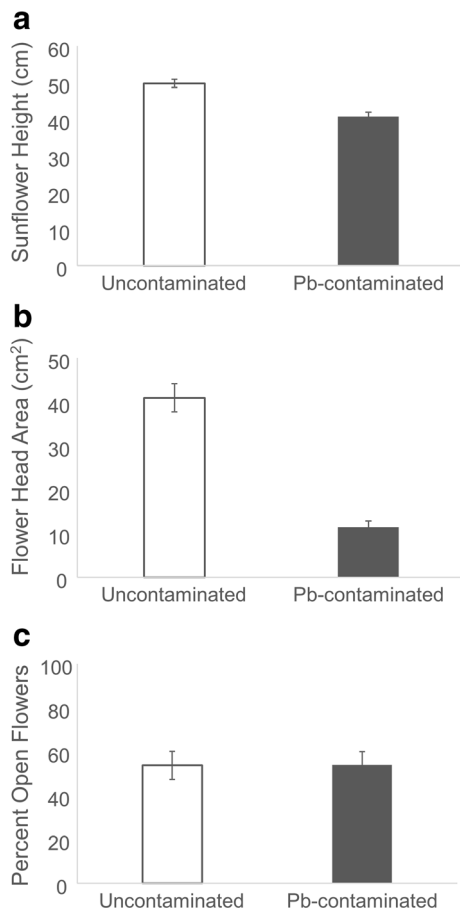 a
Sunflower Height (cm)
60
50
40
30
20
10
0
Uncontaminated Pb-contaminated
b
Flower Head Area (cm²)
50
40
30
20
10
0
Uncontaminated Pb-contaminated
c
Percent Open Flowers
100
80
60
40
20
0
Uncontaminated Pb-contaminated